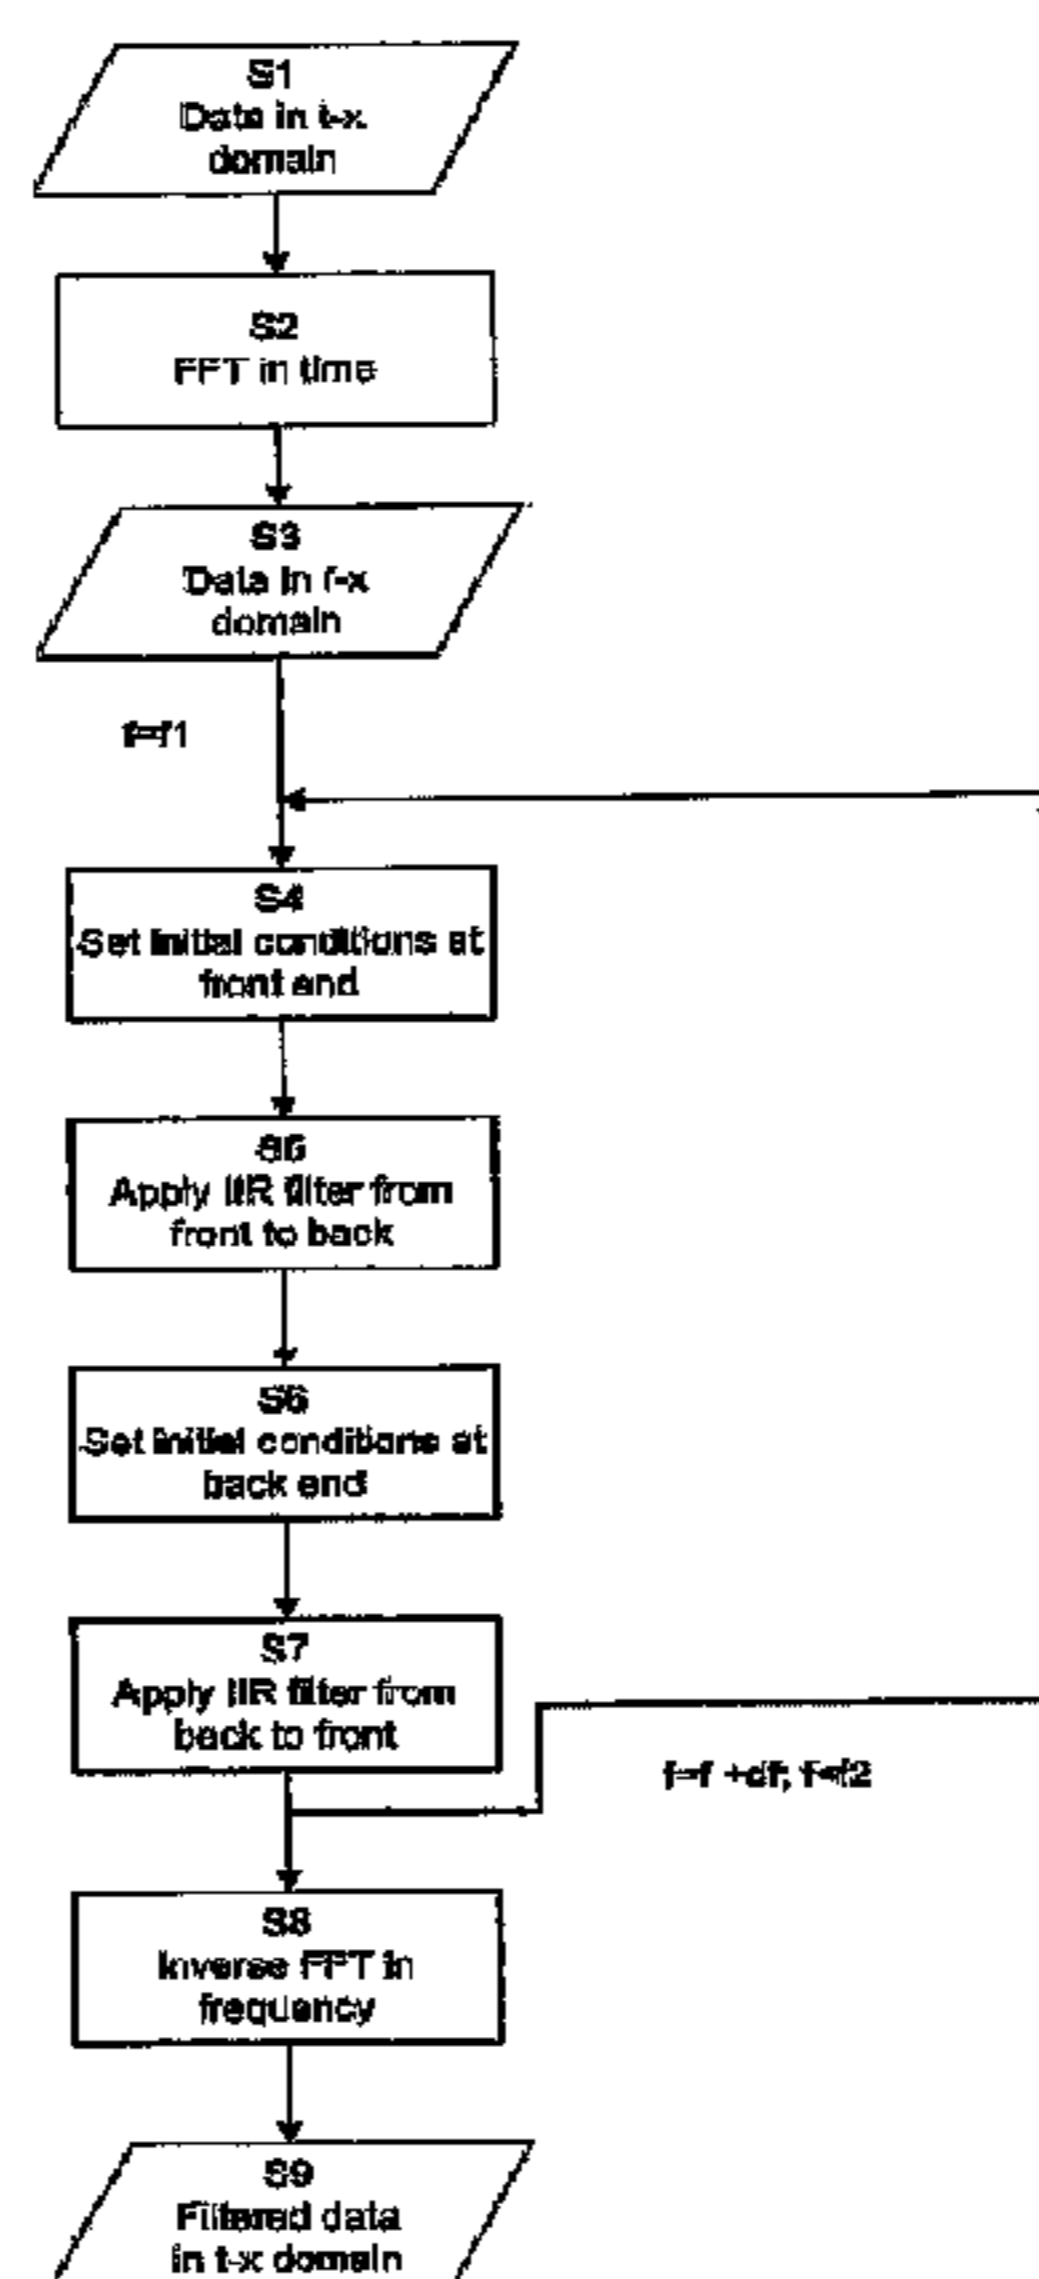 S1
Data in t-x
domain
S2
FFT in time
S3
Data in f-x
domain
f=f1
S4
Set initial conditions at
front end
S5
Apply IIR filter from
front to back
S6
Set initial conditions at
back end
S7
Apply IIR filter from
back to front
f=f +df;
S8
Inverse FFT in
frequency
S9
Filtered data
in t-x domain